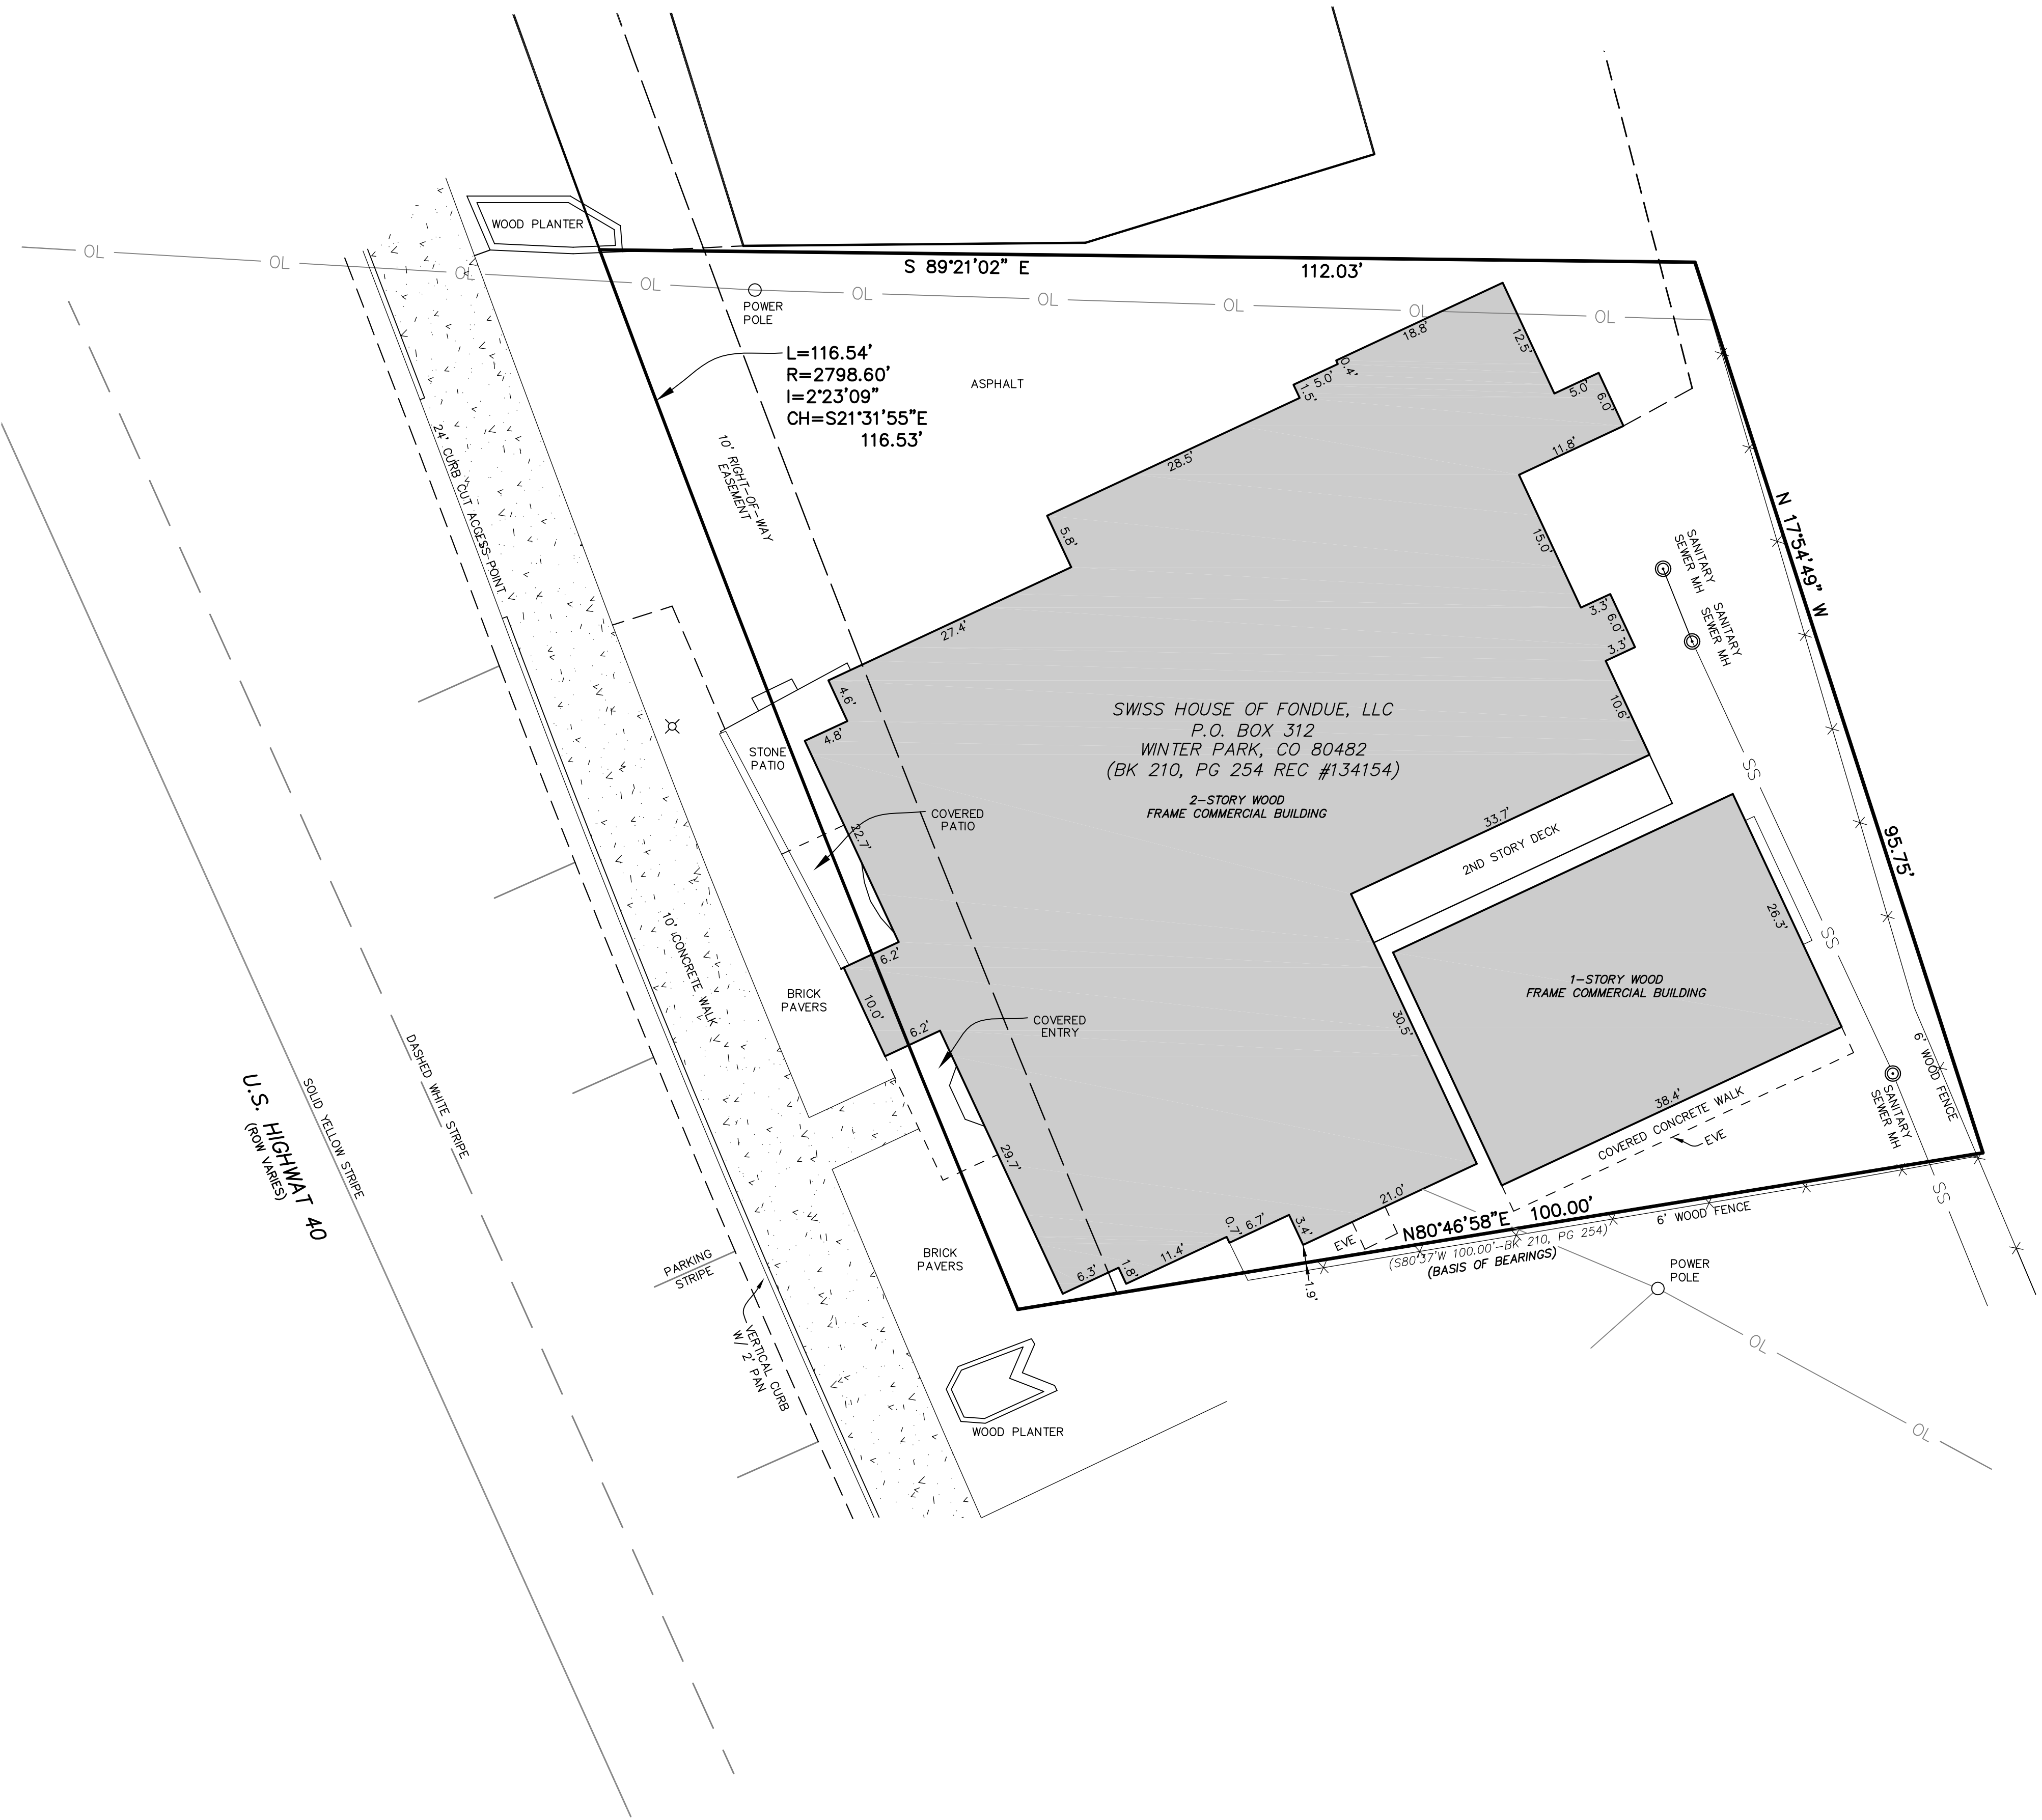 WOOD PLANTER
OL
OL
OL
OL
OL
OL
OL
OL
OL
S 89°21'02" E
112.03'
POWER
POLE
L=116.54'
R=2798.60'
I=2°23'09"
CH=S21°31'55"E
116.53'
ASPHALT
18.8'
0.4'
5.0'
1.5'
12.5'
5.0'
6.0'
11.8'
28.5'
5.8'
27.4'
15.0'
3.3'
6.0'
3.3'
10.6'
24' CURB CUT ACCESS POINT
10' RIGHT-OF-WAY
EASEMENT
SANITARY
SEWER MH
SANITARY
SEWER MH
N 17°54'49" W
95.75'
4.6'
4.8'
STONE
PATIO
SWISS HOUSE OF FONDUE, LLC
P.O. BOX 312
WINTER PARK, CO 80482
(BK 210, PG 254 REC #134154)
2-STORY WOOD
FRAME COMMERCIAL BUILDING
COVERED
PATIO
22.7'
33.7'
2ND STORY DECK
SS
SS
26.3'
10' CONCRETE WALK
6.2'
BRICK
PAVERS
10.0'
6.2'
COVERED
ENTRY
30.5'
1-STORY WOOD
FRAME COMMERCIAL BUILDING
38.4'
COVERED CONCRETE WALK
EVE
6' WOOD FENCE
SANITARY
SEWER MH
SS
U.S. HIGHWAT 40
(ROW VARIES)
SOLID YELLOW STRIPE
DASHED WHITE STRIPE
29.7'
21.0'
3.4'
6.7'
0.7'
11.4'
1.8'
6.3'
EVE
1.9'
N80°46'58"E 100.00'
(S80°37'W 100.00'-BK 210, PG 254)
(BASIS OF BEARINGS)
6' WOOD FENCE
BRICK
PAVERS
PARKING
STRIPE
VERTICAL CURB
W/ 2' PAN
POWER
POLE
OL
OL
WOOD PLANTER